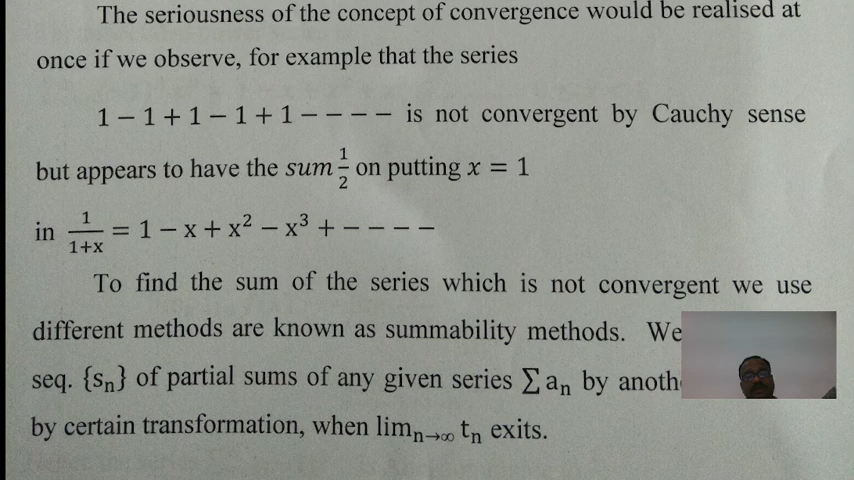 The seriousness of the concept of convergence would be realised at
once if we observe, for example that the series
1 − 1 + 1 − 1 + 1 − − − − is not convergent by Cauchy sense
but appears to have the sum 1/2 on putting x = 1
in 1/(1+x) = 1 − x + x² − x³ + − − − −
To find the sum of the series which is not convergent we use
different methods are known as summability methods. We
seq. {sₙ} of partial sums of any given series ∑ aₙ by
by certain transformation, when limₙ→∞ tₙ exits.